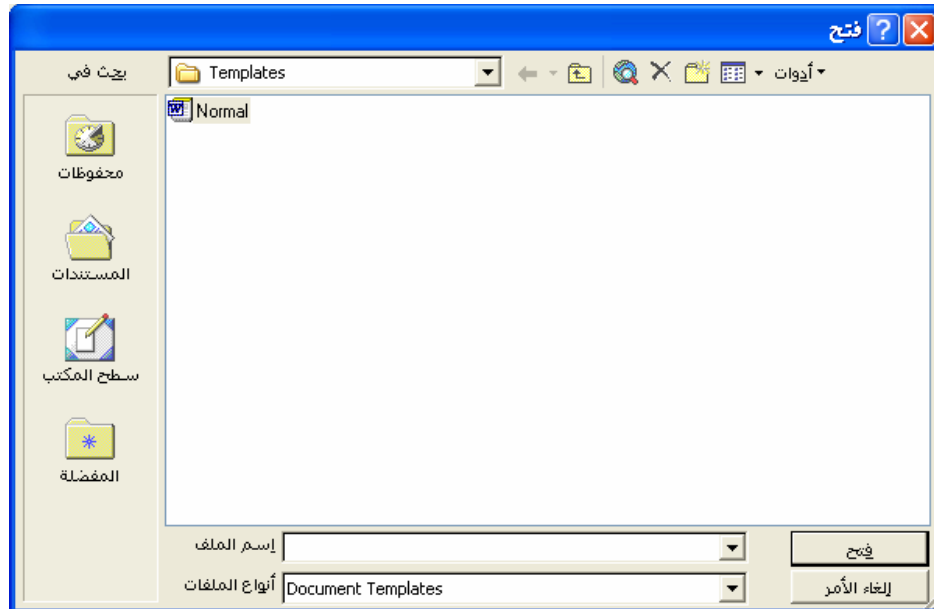 فتح
بحث في
Templates
أدوات
Normal
محفوظات
المستندات
سطح المكتب
المفضلة
إسم الملف
فتح
أنواع الملفات
Document Templates
إلغاء الأمر